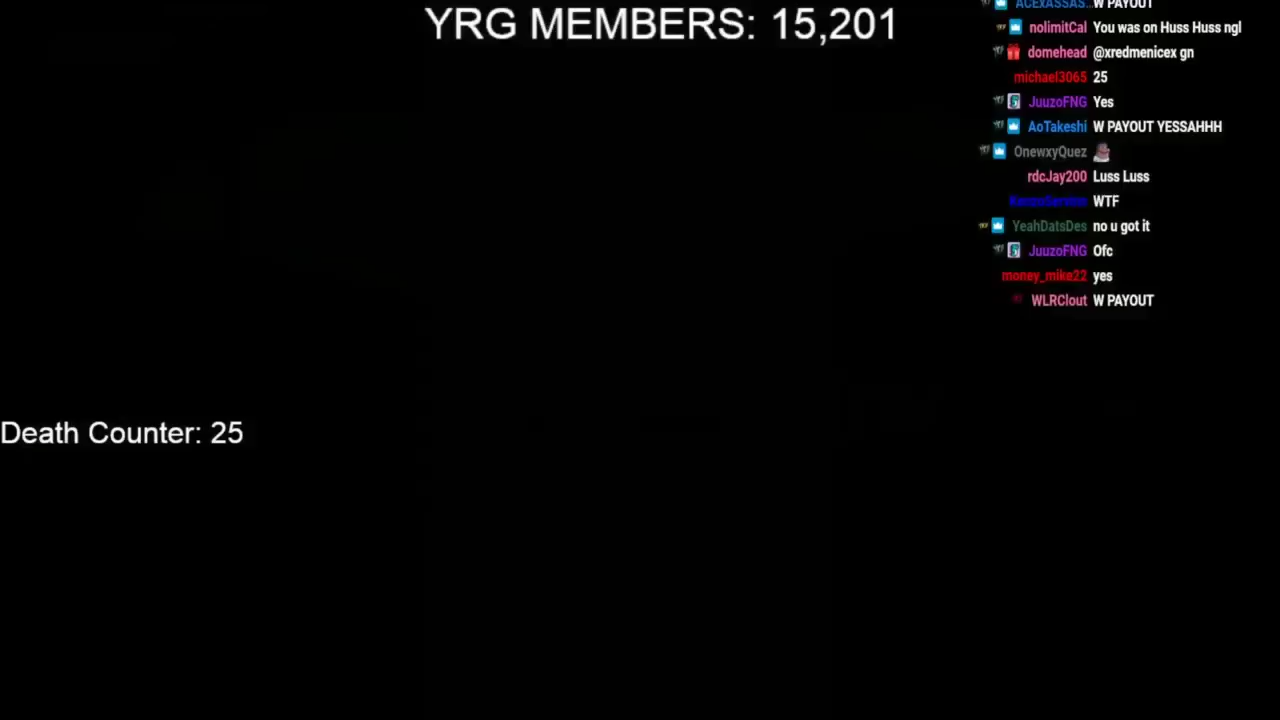 YRG MEMBERS: 15,201
ACExASSAS... W PAYOUT
nolimitCal You was on Huss Huss ngl
domehead @xredmenicex gn
michael3065 25
JuuzoFNG Yes
AoTakeshi W PAYOUT YESSAHHH
OnewxyQuez
rdcJay200 Luss Luss
WTF
YeahDatsDes no u got it
JuuzoFNG Ofc
money_mike22 yes
WLRClout W PAYOUT
Death Counter: 25